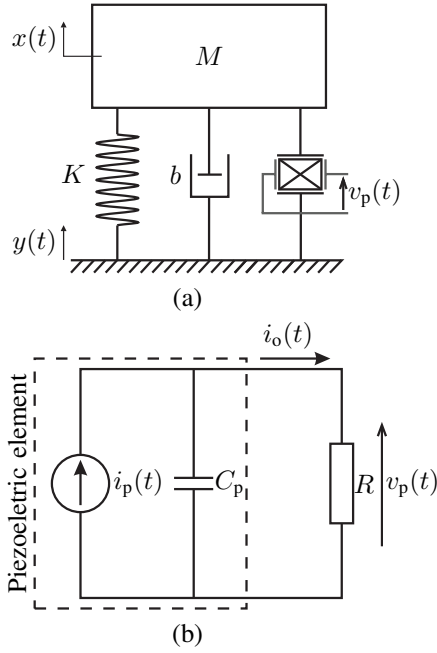 x(t)
M
K
b
v_p(t)
y(t)
(a)
i_o(t)
Piezoeletric element
i_p(t)
C_p
R
v_p(t)
(b)